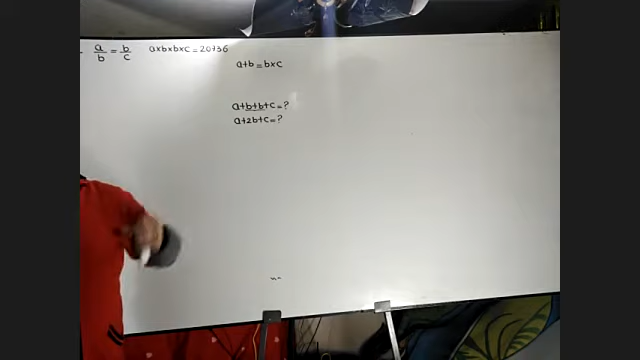 a/b = b/c  a×b×b×c = 20736
a+b = b×c
a+b+b+c = ?
a+2b+c = ?